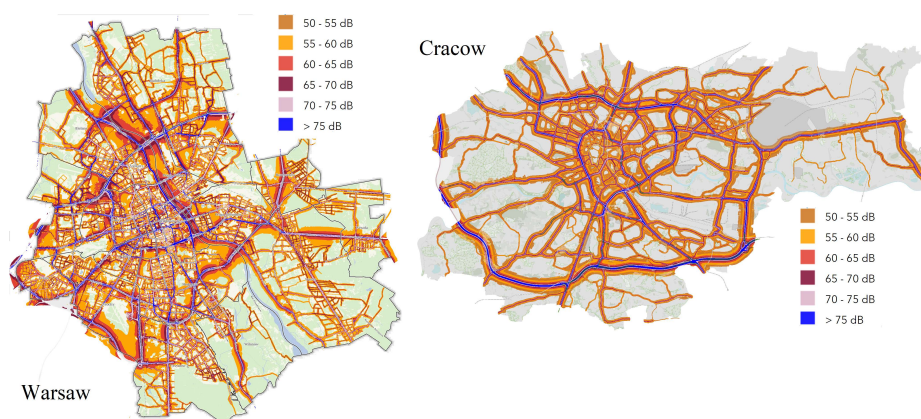 50 - 55 dB
55 - 60 dB
60 - 65 dB
65 - 70 dB
70 - 75 dB
> 75 dB
Warsaw
Cracow
50 - 55 dB
55 - 60 dB
60 - 65 dB
65 - 70 dB
70 - 75 dB
> 75 dB